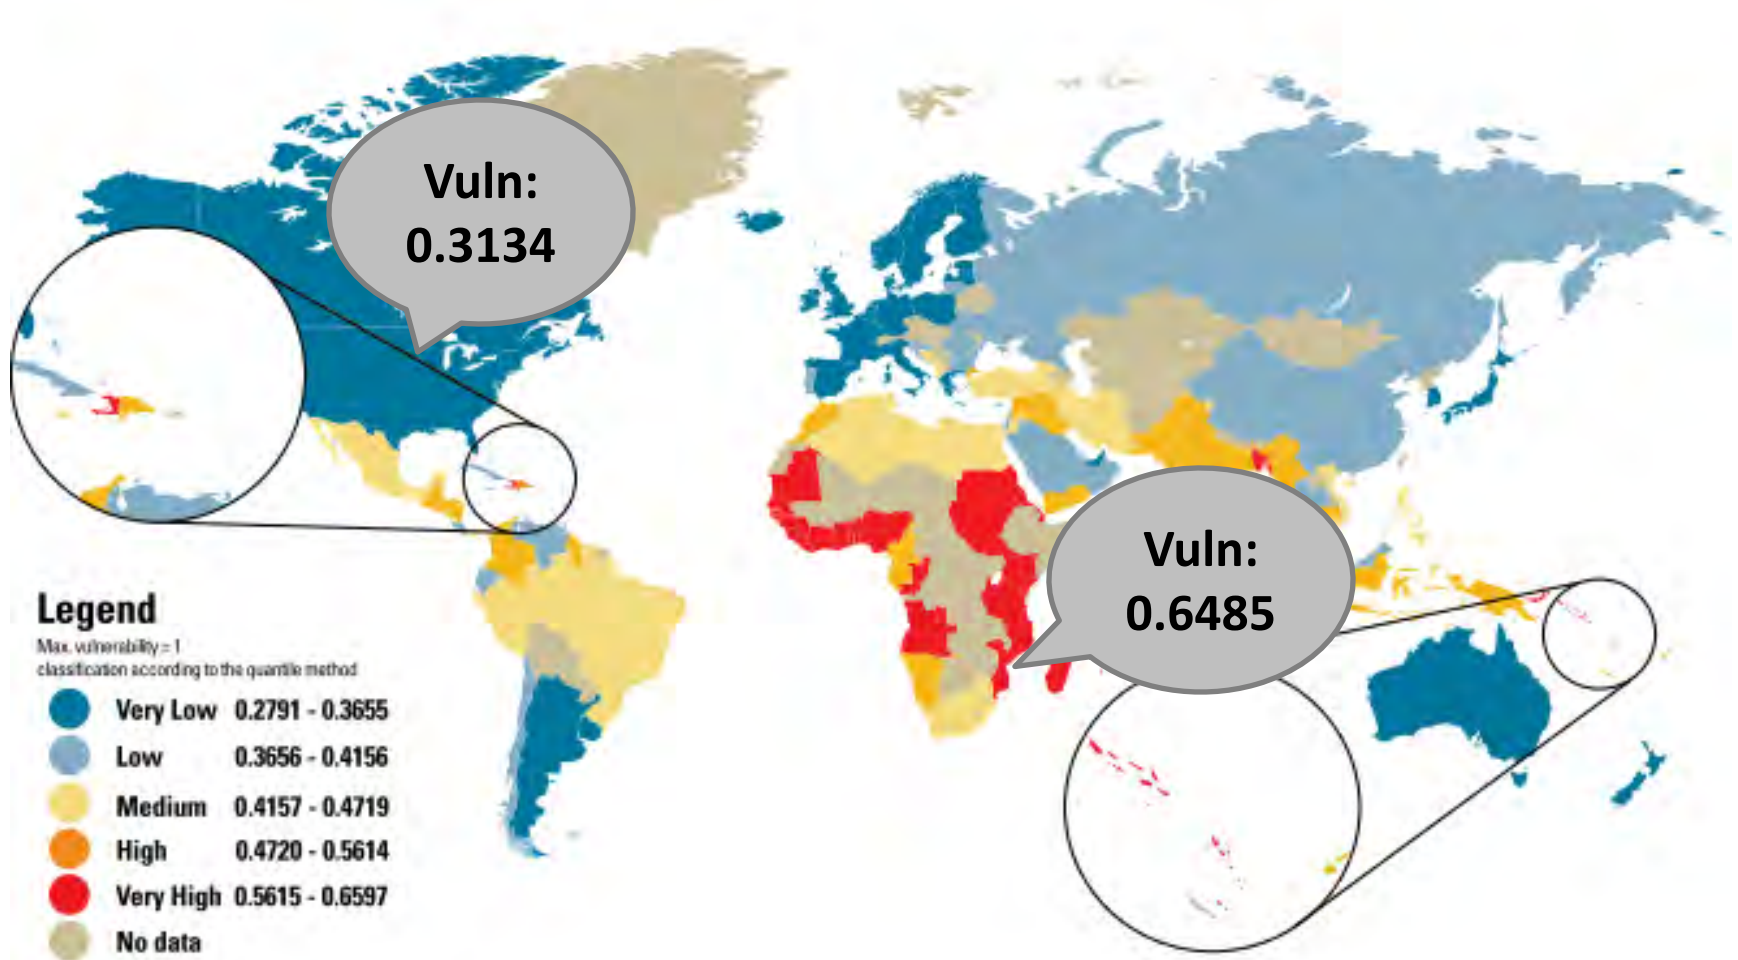 Vuln:
0.3134
Vuln:
0.6485
Legend
Max. vulnerability = 1
classification according to the quantile method
Very Low 0.2791 - 0.3655
Low 0.3656 - 0.4156
Medium 0.4157 - 0.4719
High 0.4720 - 0.5614
Very High 0.5615 - 0.6597
No data